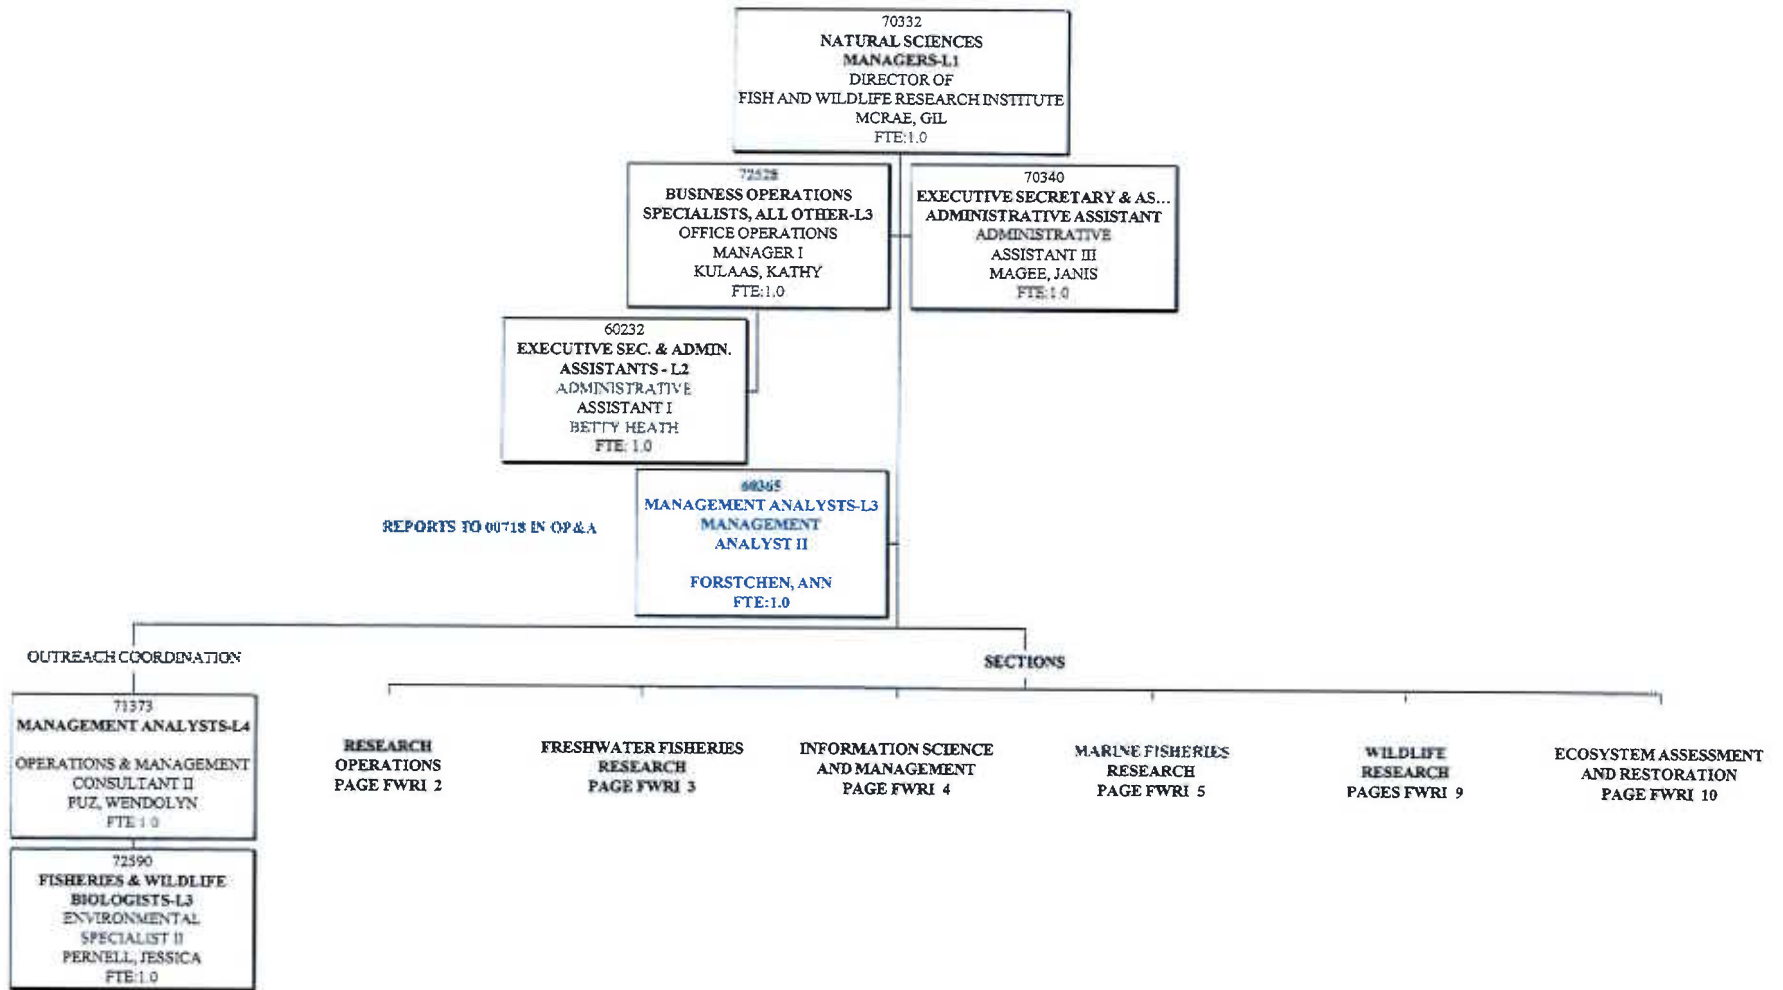 70332
NATURAL SCIENCES
MANAGERS-L1
DIRECTOR OF
FISH AND WILDLIFE RESEARCH INSTITUTE
MCRAE, GIL
FTE:1.0
72528
BUSINESS OPERATIONS
SPECIALISTS, ALL OTHER-L3
OFFICE OPERATIONS
MANAGER I
KULAAS, KATHY
FTE:1.0
70340
EXECUTIVE SECRETARY & AS...
ADMINISTRATIVE ASSISTANT
ADMINISTRATIVE
ASSISTANT III
MAGEE, JANIS
FTE:1.0
60232
EXECUTIVE SEC. & ADMIN.
ASSISTANTS - L2
ADMINISTRATIVE
ASSISTANT I
BETTY HEATH
FTE: 1.0
REPORTS TO 00718 IN OP&A
60365
MANAGEMENT ANALYSTS-L3
MANAGEMENT
ANALYST II
FORSTCHEN, ANN
FTE:1.0
OUTREACH COORDINATION
71373
MANAGEMENT ANALYSTS-L4
OPERATIONS & MANAGEMENT
CONSULTANT II
PUZ, WENDOLYN
FTE:1.0
72590
FISHERIES & WILDLIFE
BIOLOGISTS-L3
ENVIRONMENTAL
SPECIALIST II
PERNELL, JESSICA
FTE:1.0
SECTIONS
RESEARCH
OPERATIONS
PAGE FWRI 2
FRESHWATER FISHERIES
RESEARCH
PAGE FWRI 3
INFORMATION SCIENCE
AND MANAGEMENT
PAGE FWRI 4
MARINE FISHERIES
RESEARCH
PAGE FWRI 5
WILDLIFE
RESEARCH
PAGES FWRI 9
ECOSYSTEM ASSESSMENT
AND RESTORATION
PAGE FWRI 10